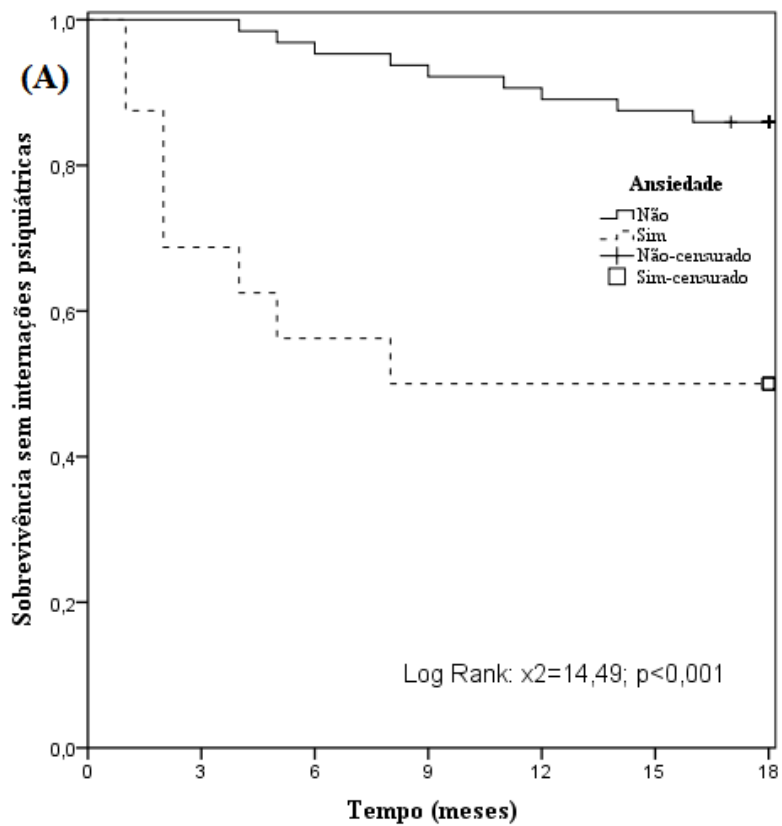 (A)
Sobrevivência sem internações psiquiátricas
1,0
0,8
0,6
0,4
0,2
0,0
Ansiedade
Não
Sim
Não-censurado
Sim-censurado
Log Rank: x2=14,49; p<0,001
0 3 6 9 12 15 18
Tempo (meses)